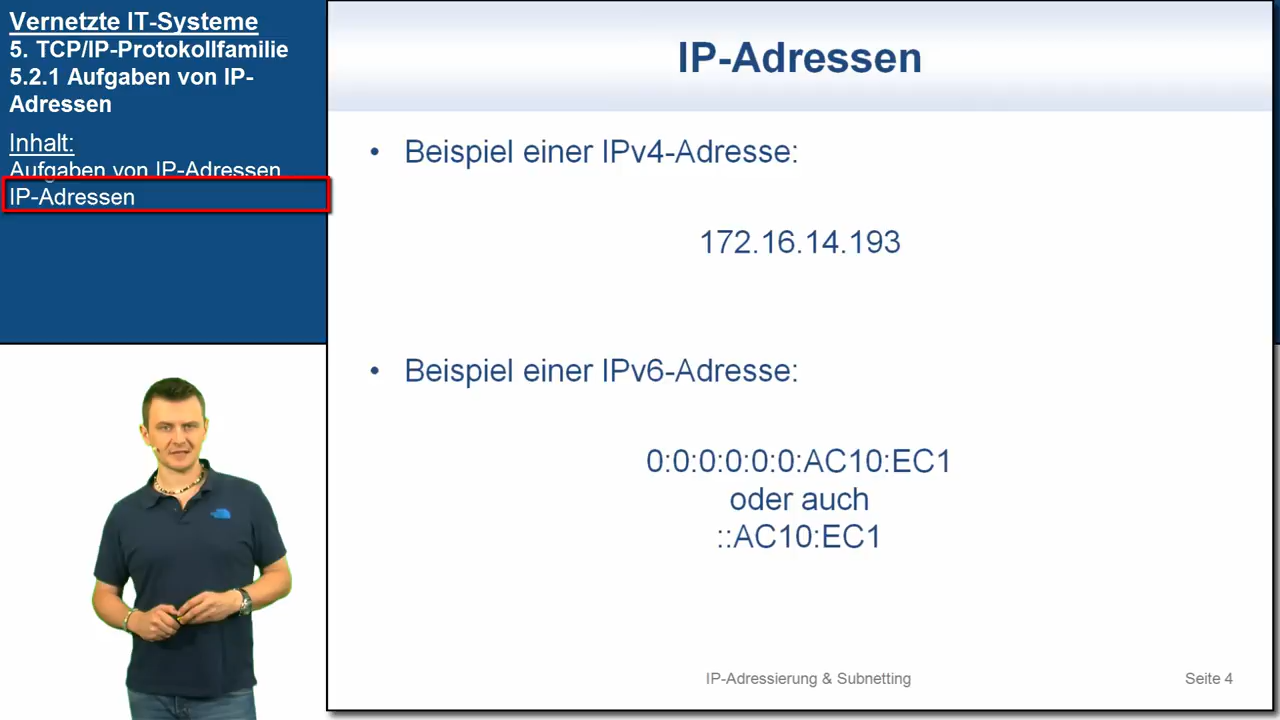 Vernetzte IT-Systeme
5. TCP/IP-Protokollfamilie
5.2.1 Aufgaben von IP-
Adressen
Inhalt:
Aufgaben von IP-Adressen
IP-Adressen
IP-Adressen
• Beispiel einer IPv4-Adresse:
172.16.14.193
• Beispiel einer IPv6-Adresse:
0:0:0:0:0:0:AC10:EC1
oder auch
::AC10:EC1
IP-Adressierung & Subnetting
Seite 4